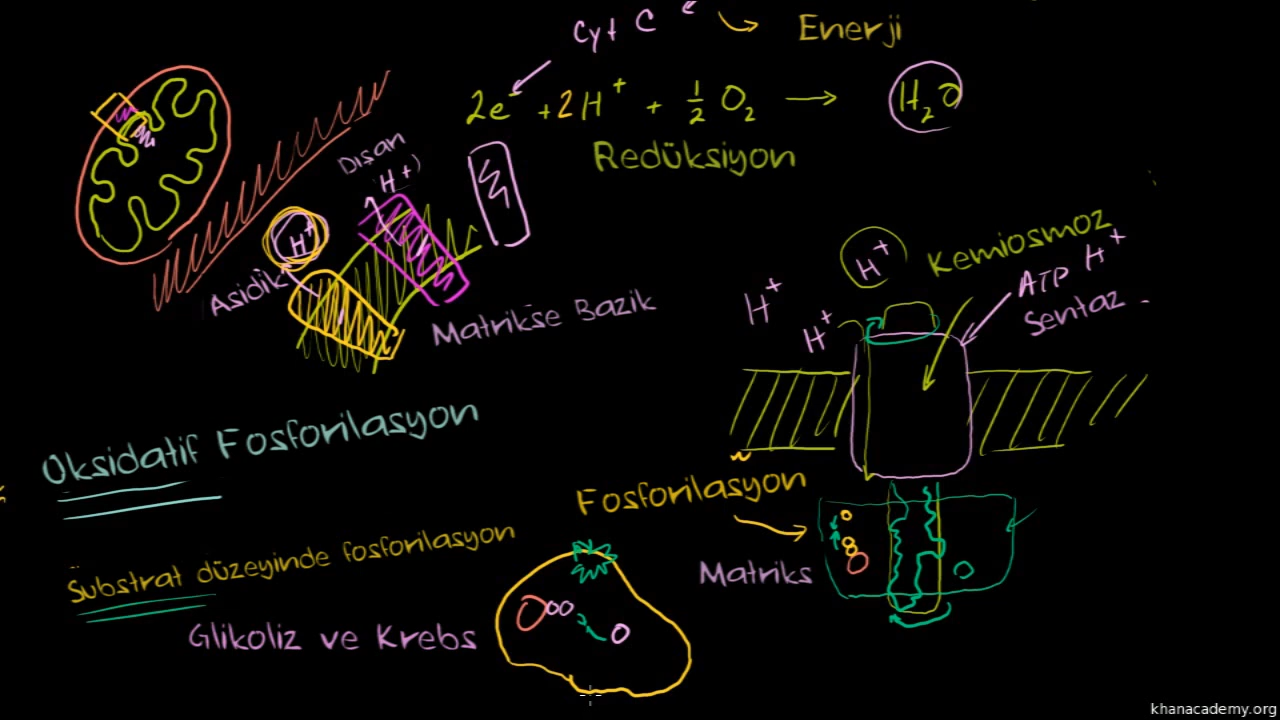 Cyt C
Enerji
2e⁻ + 2H⁺ + ½ O₂ → H₂O
Redüksiyon
Dışarı
H⁺
H⁺
Asidik
Matrikse Bazik
H⁺
Kemiosmoz
H⁺
ATP
Sentaz
H⁺
H⁺
Oksidatif Fosforilasyon
Fosforilasyon
Substrat düzeyinde fosforilasyon
Matriks
Glikoliz ve Krebs
khanacademy.org